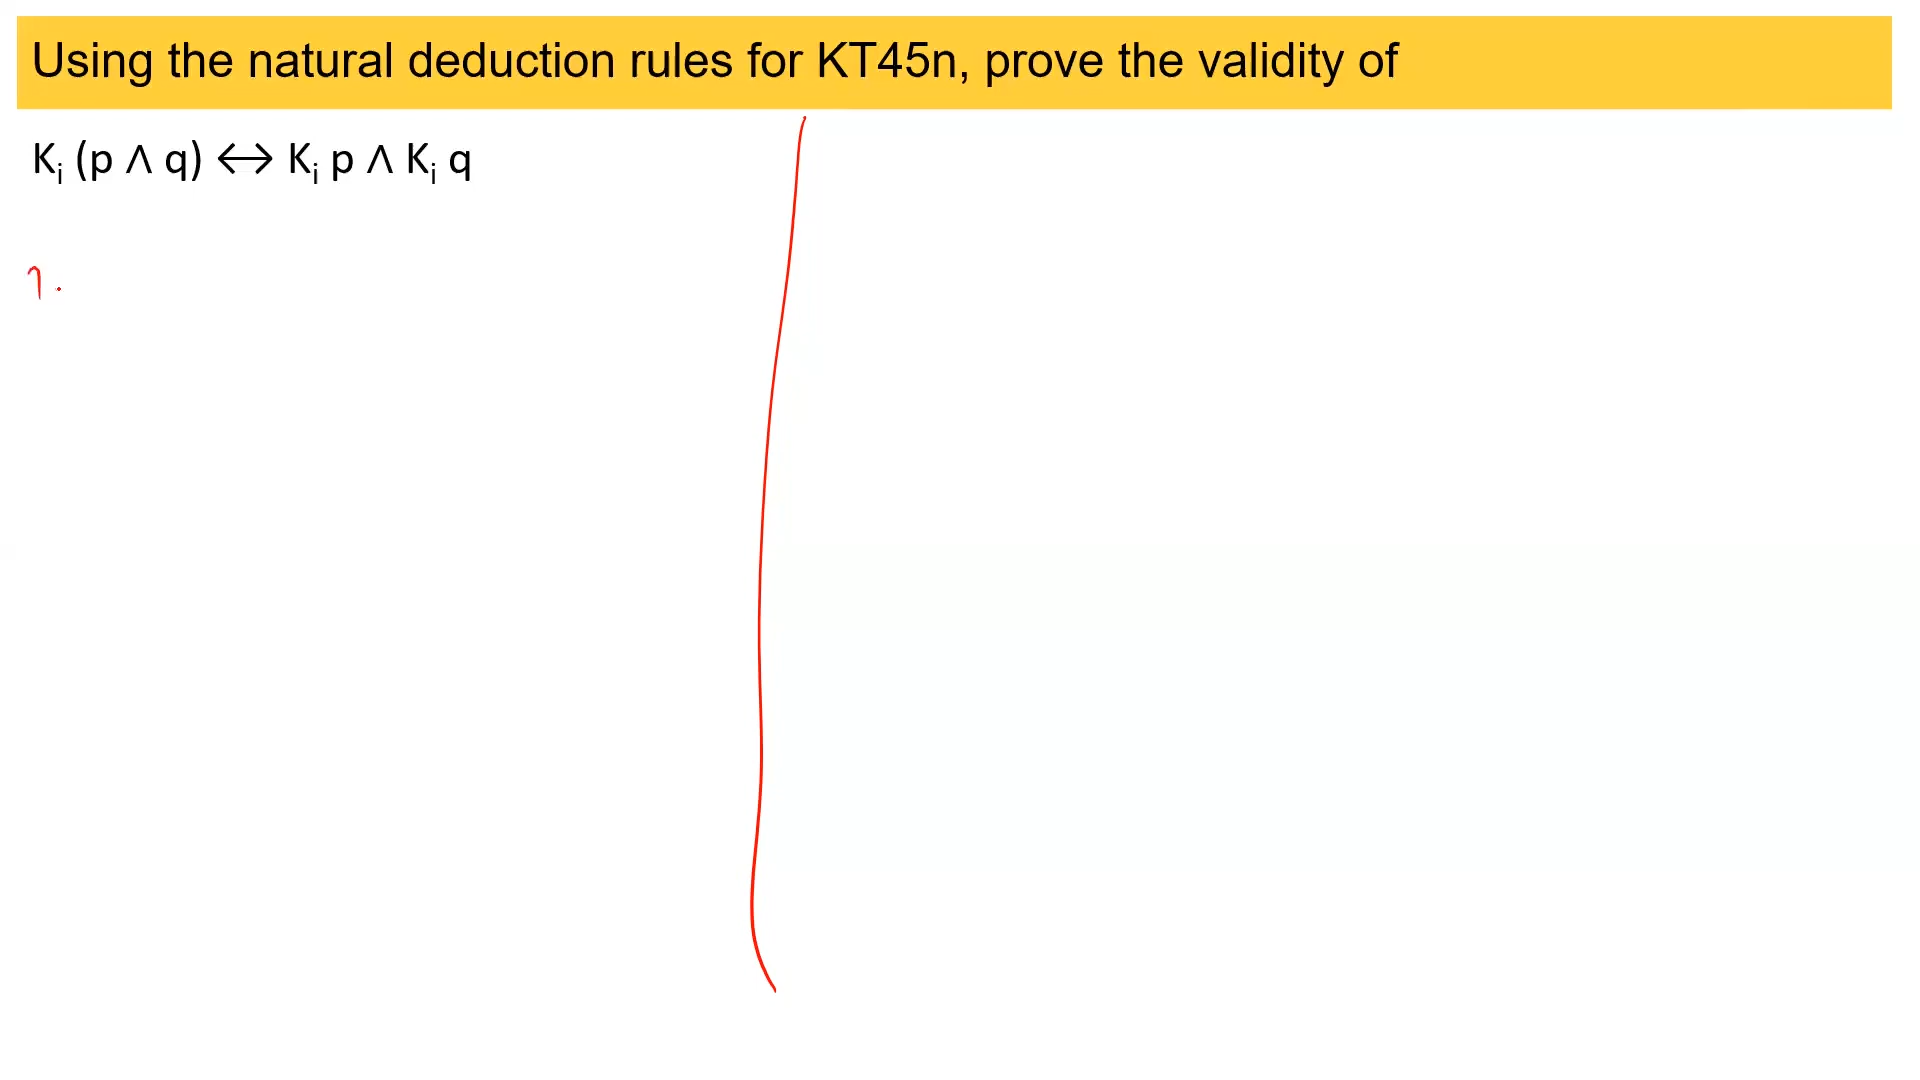 Using the natural deduction rules for KT45n, prove the validity of
Kᵢ (p ∧ q) ↔ Kᵢ p ∧ Kᵢ q
1.